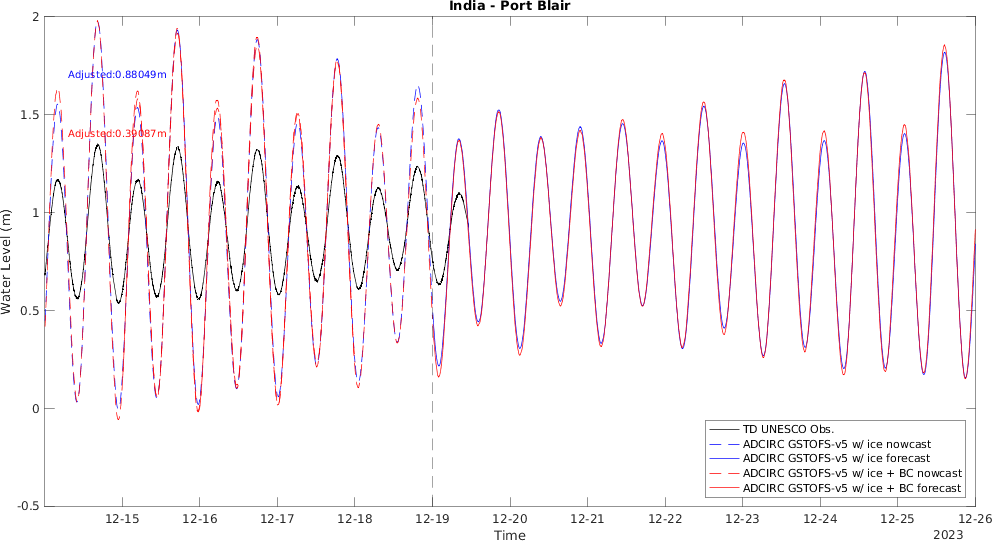 India - Port Blair
2
1.5
1
0.5
0
-0.5
Water Level (m)
Adjusted:0.88049m
Adjusted:0.39087m
TD UNESCO Obs.
ADCIRC GSTOFS-v5 w/ ice nowcast
ADCIRC GSTOFS-v5 w/ ice forecast
ADCIRC GSTOFS-v5 w/ ice + BC nowcast
ADCIRC GSTOFS-v5 w/ ice + BC forecast
12-15 12-16 12-17 12-18 12-19 12-20 12-21 12-22 12-23 12-24 12-25 12-26
Time
2023